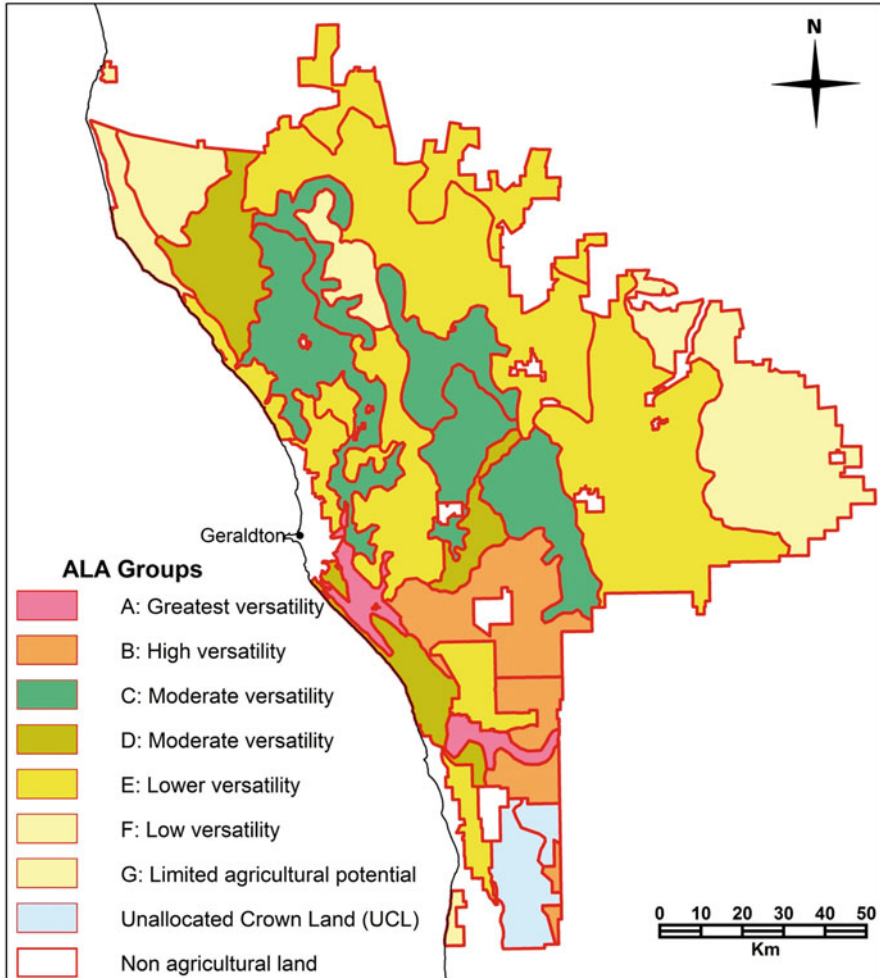 N
Geraldton
ALA Groups
A: Greatest versatility
B: High versatility
C: Moderate versatility
D: Moderate versatility
E: Lower versatility
F: Low versatility
G: Limited agricultural potential
Unallocated Crown Land (UCL)
Non agricultural land
0 10 20 30 40 50
Km